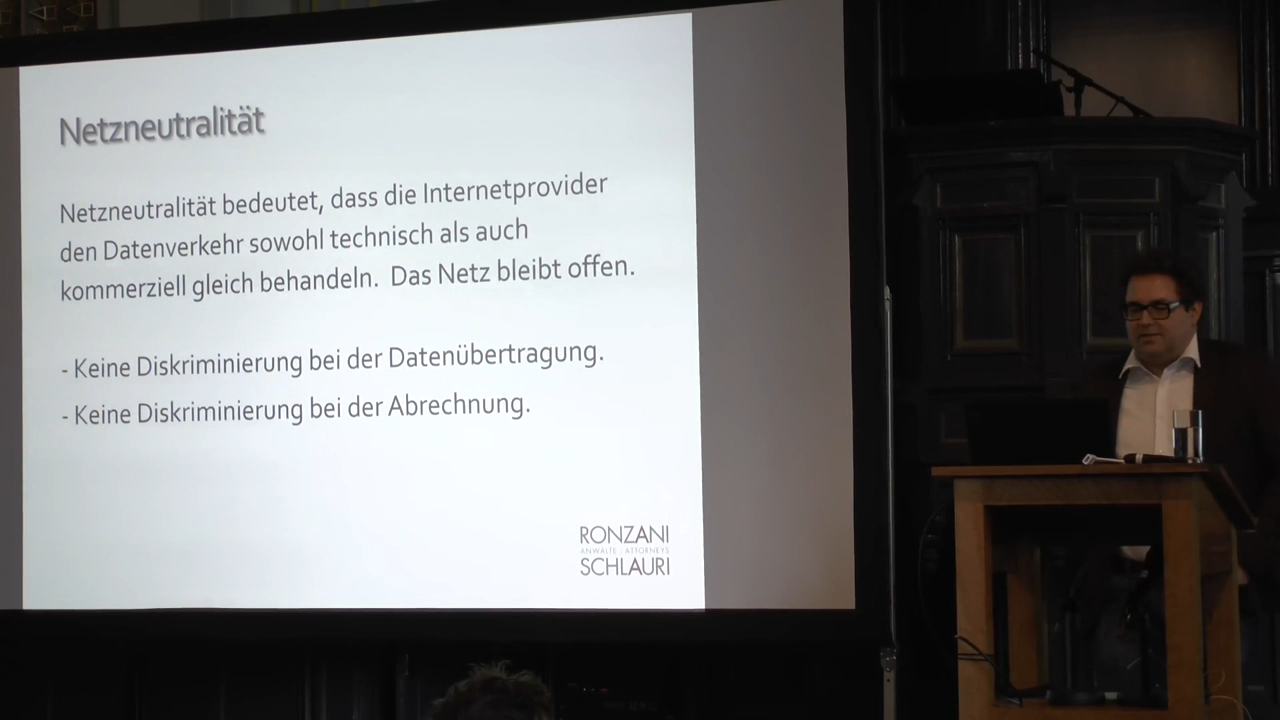 Netzneutralität
Netzneutralität bedeutet, dass die Internetprovider
den Datenverkehr sowohl technisch als auch
kommerziell gleich behandeln. Das Netz bleibt offen.
- Keine Diskriminierung bei der Datenübertragung.
- Keine Diskriminierung bei der Abrechnung.
RONZANI
ANWÄLTE ATTORNEYS
SCHLAURI